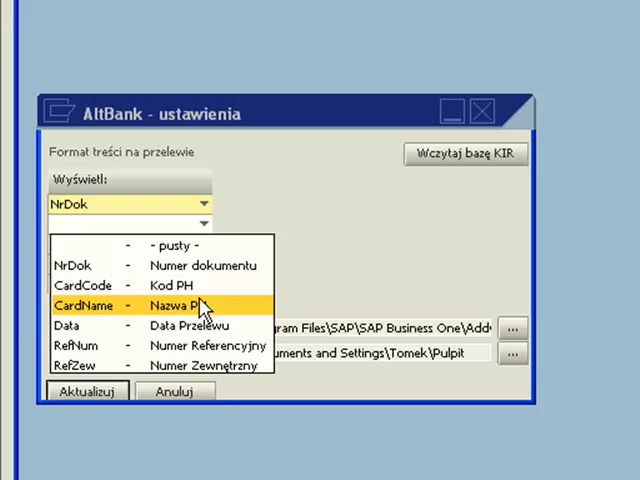 AltBank - ustawienia
Format treści na przelewie
Wczytaj bazę KIR
Wyświetl:
NrDok
- - pusty -
NrDok - Numer dokumentu
CardCode - Kod PH
CardName - Nazwa
Data - Data Przelewu
RefNum - Numer Referencyjny
RefZew - Numer Zewnętrzny
gram Files\SAP\SAP Business One\Add ...
uments and Settings\Tomek\Pulpit ...
Aktualizuj Anuluj